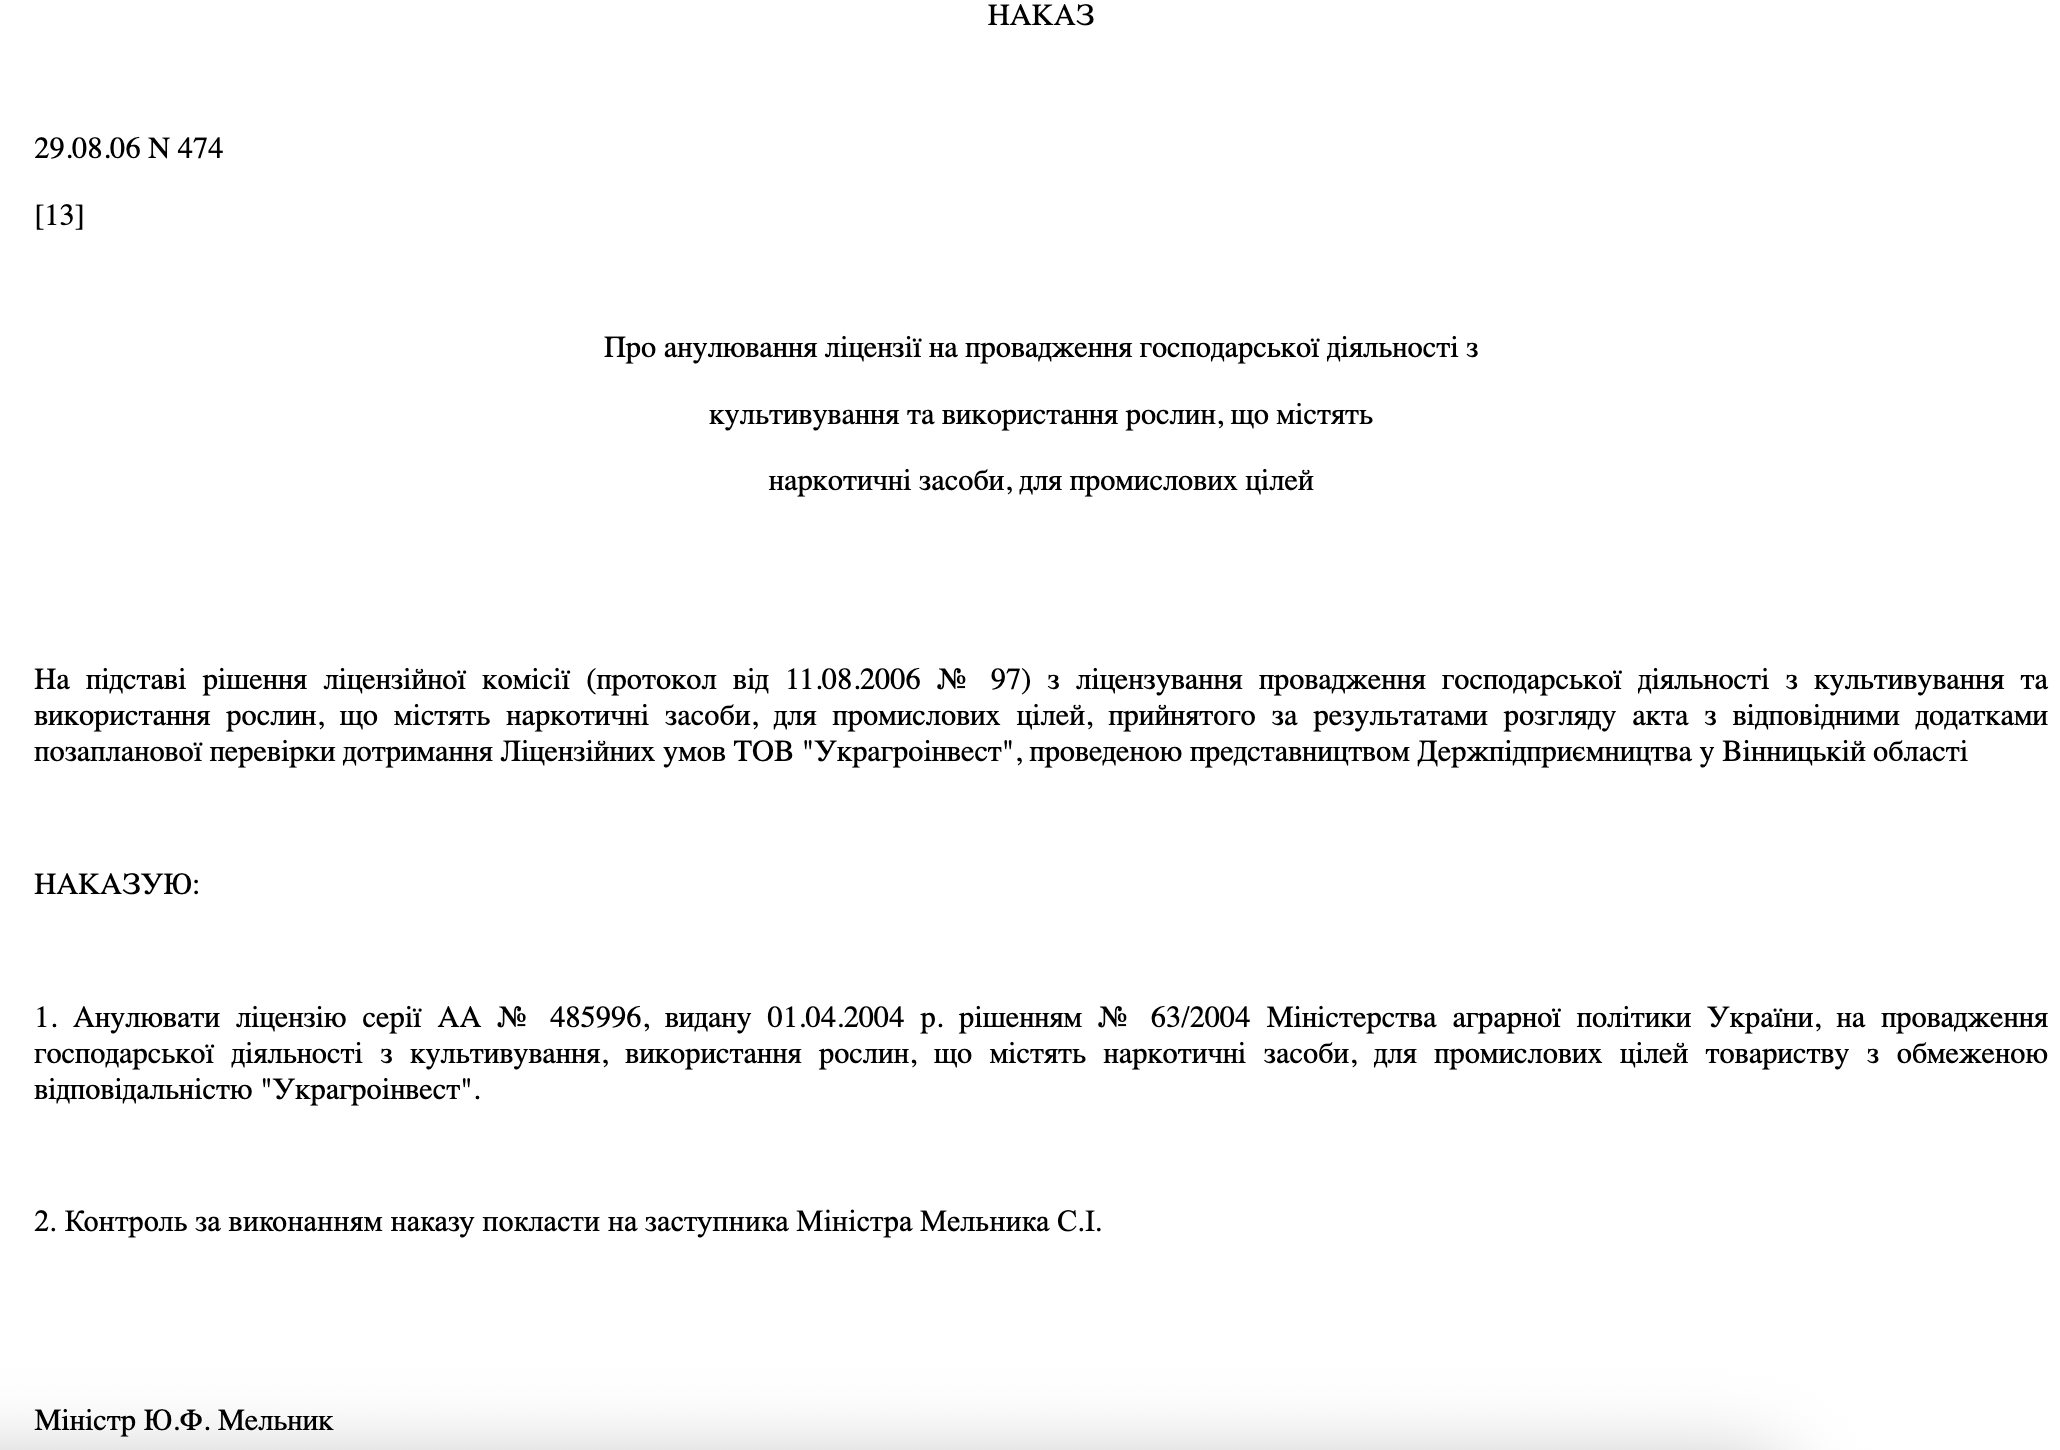 НАКАЗ
29.08.06 N 474
[13]
Про анулювання ліцензії на провадження господарської діяльності з
культивування та використання рослин, що містять
наркотичні засоби, для промислових цілей
На підставі рішення ліцензійної комісії (протокол від 11.08.2006 № 97) з ліцензування провадження господарської діяльності з культивування та
використання рослин, що містять наркотичні засоби, для промислових цілей, прийнятого за результатами розгляду акта з відповідними додатками
позапланової перевірки дотримання Ліцензійних умов ТОВ "Украгроінвест", проведеною представництвом Держпідприємництва у Вінницькій області
НАКАЗУЮ:
1. Анулювати ліцензію серії АА № 485996, видану 01.04.2004 р. рішенням № 63/2004 Міністерства аграрної політики України, на провадження
господарської діяльності з культивування, використання рослин, що містять наркотичні засоби, для промислових цілей товариству з обмеженою
відповідальністю "Украгроінвест".
2. Контроль за виконанням наказу покласти на заступника Міністра Мельника С.І.
Міністр Ю.Ф. Мельник